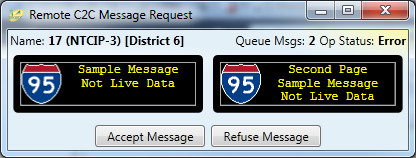 Remote C2C Message Request
Name: 17 (NTCIP-3) [District 6] Queue Msgs: 2 Op Status: Error
95 Sample Message
Not Live Data
95 Second Page
Sample Message
Not Live Data
Accept Message Refuse Message